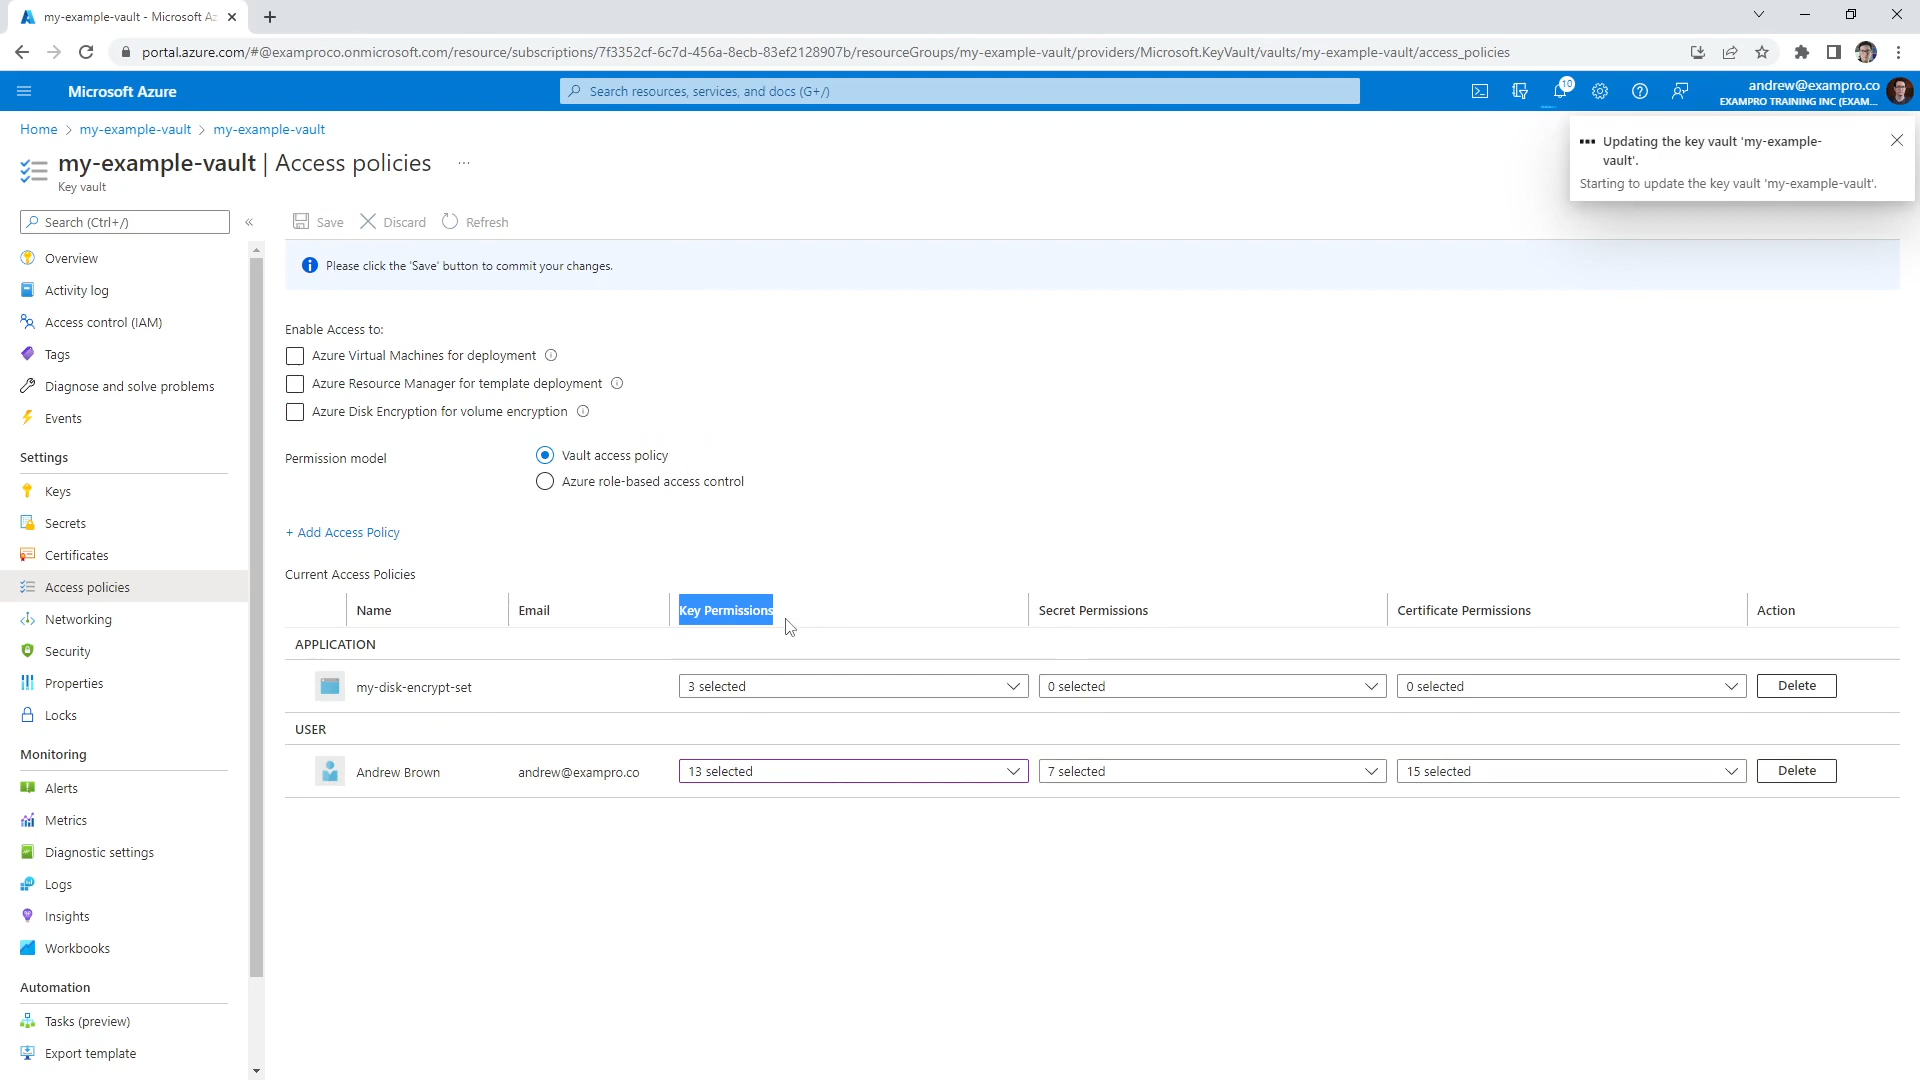 my-example-vault - Microsoft Az
portal.azure.com/#@examproco.onmicrosoft.com/resource/subscriptions/7f3352cf-6c7d-456a-8ecb-83ef2128907b/resourceGroups/my-example-vault/providers/Microsoft.KeyVault/vaults/my-example-vault/access_policies
Microsoft Azure
Search resources, services, and docs (G+/)
10
andrew@exampro.co
EXAMPRO TRAINING INC (EXAM...
Home > my-example-vault > my-example-vault
my-example-vault | Access policies ...
Key vault
Updating the key vault 'my-example-
vault'.
Starting to update the key vault 'my-example-vault'.
Search (Ctrl+/)
«
Save
Discard
Refresh
Please click the 'Save' button to commit your changes.
Overview
Activity log
Access control (IAM)
Tags
Diagnose and solve problems
Events
Settings
Keys
Secrets
Certificates
Access policies
Networking
Security
Properties
Locks
Monitoring
Alerts
Metrics
Diagnostic settings
Logs
Insights
Workbooks
Automation
Tasks (preview)
Export template
Enable Access to:
Azure Virtual Machines for deployment
Azure Resource Manager for template deployment
Azure Disk Encryption for volume encryption
Permission model
Vault access policy
Azure role-based access control
+ Add Access Policy
Current Access Policies
Name Email Key Permissions Secret Permissions Certificate Permissions Action
APPLICATION
my-disk-encrypt-set 3 selected 0 selected 0 selected Delete
USER
Andrew Brown andrew@exampro.co 13 selected 7 selected 15 selected Delete